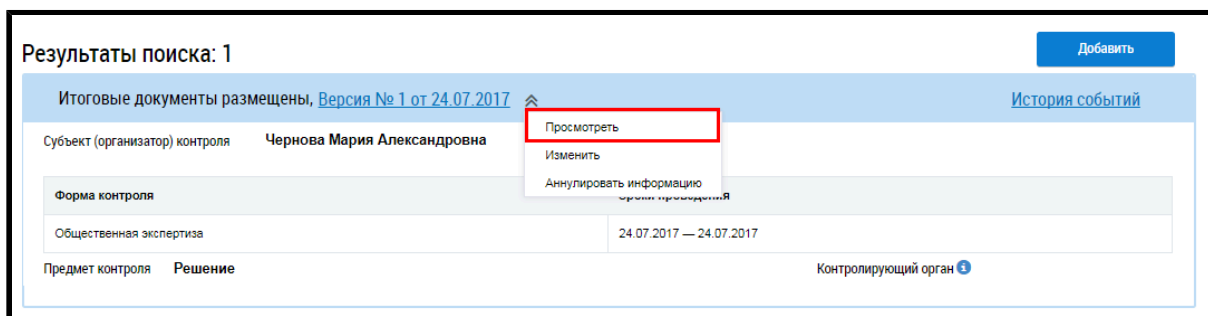 Результаты поиска: 1
Добавить
Итоговые документы размещены, Версия № 1 от 24.07.2017
История событий
Просмотреть
Субъект (организатор) контроля Чернова Мария Александровна
Изменить
Аннулировать информацию
Форма контроля
Сроки проведения
Общественная экспертиза
24.07.2017 — 24.07.2017
Предмет контроля Решение
Контролирующий орган